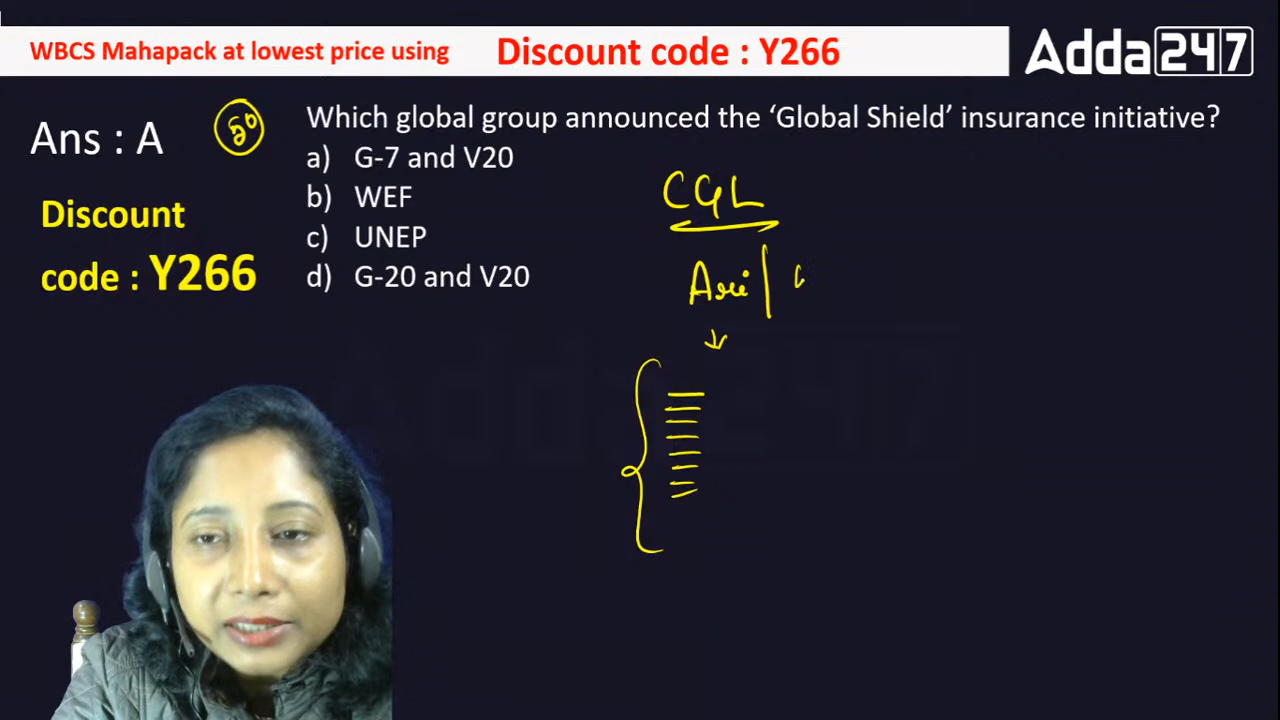 WBCS Mahapack at lowest price using Discount code : Y266
Adda247
Ans : A
Which global group announced the ‘Global Shield’ insurance initiative?
a) G-7 and V20
b) WEF
c) UNEP
d) G-20 and V20
Discount
code : Y266
CGL